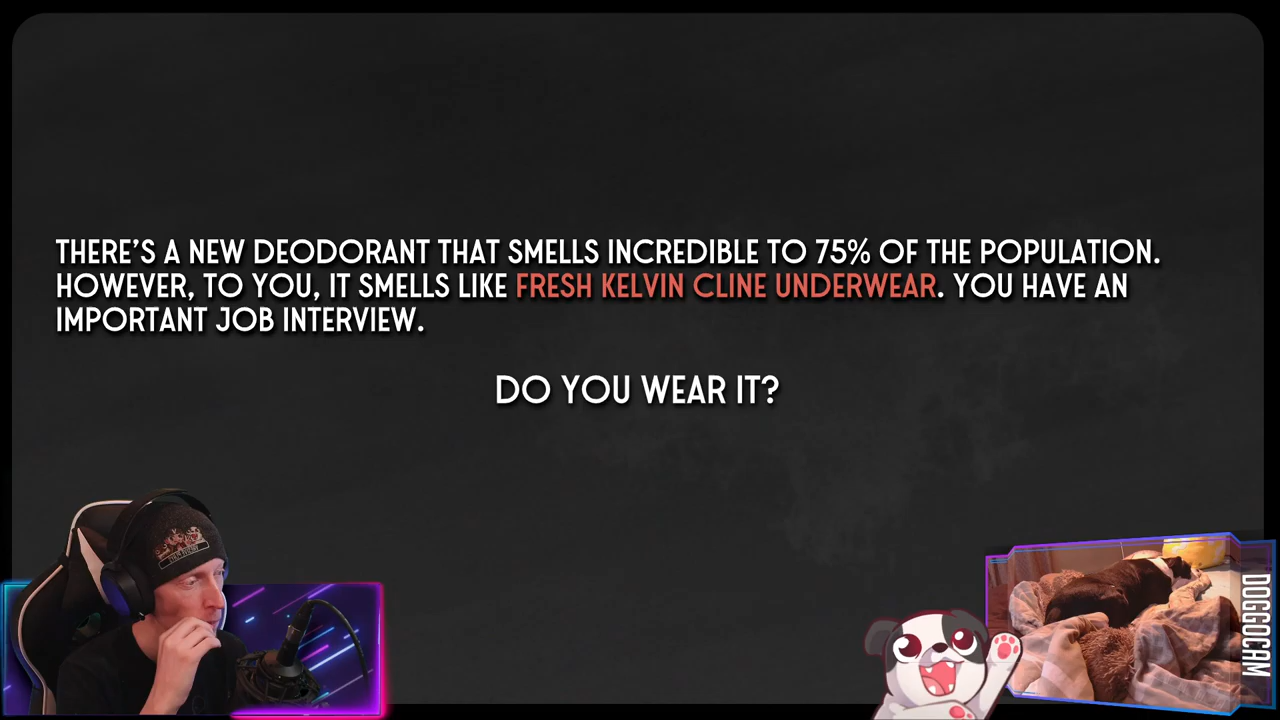 THERE'S A NEW DEODORANT THAT SMELLS INCREDIBLE TO 75% OF THE POPULATION.
HOWEVER, TO YOU, IT SMELLS LIKE FRESH KELVIN CLINE UNDERWEAR. YOU HAVE AN
IMPORTANT JOB INTERVIEW.
DO YOU WEAR IT?
DOGGOCAM